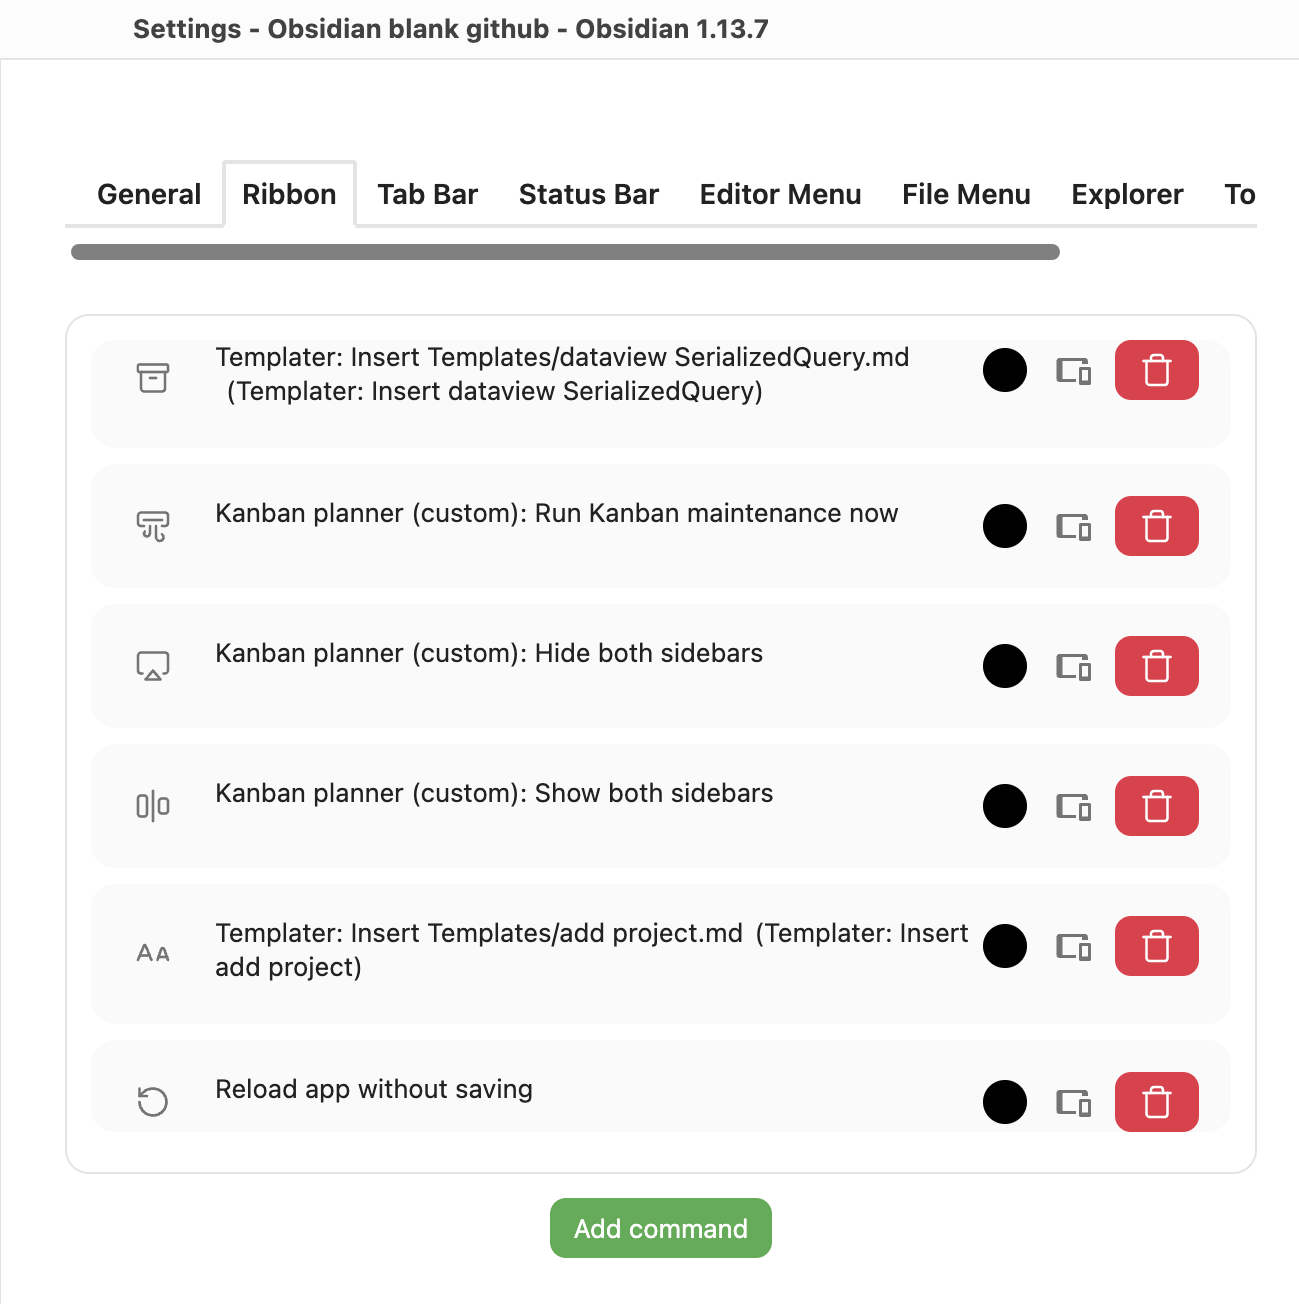 Settings - Obsidian blank github - Obsidian 1.13.7
General Ribbon Tab Bar Status Bar Editor Menu File Menu Explorer To
Templater: Insert Templates/dataview SerializedQuery.md
(Templater: Insert dataview SerializedQuery)
Kanban planner (custom): Run Kanban maintenance now
Kanban planner (custom): Hide both sidebars
Kanban planner (custom): Show both sidebars
Templater: Insert Templates/add project.md (Templater: Insert
add project)
Reload app without saving
Add command